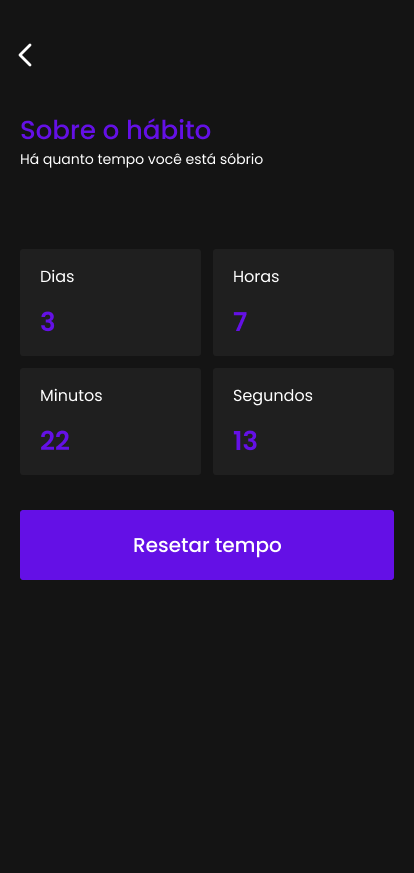 Sobre o hábito
Há quanto tempo você está sóbrio
Dias
3
Horas
7
Minutos
22
Segundos
13
Resetar tempo